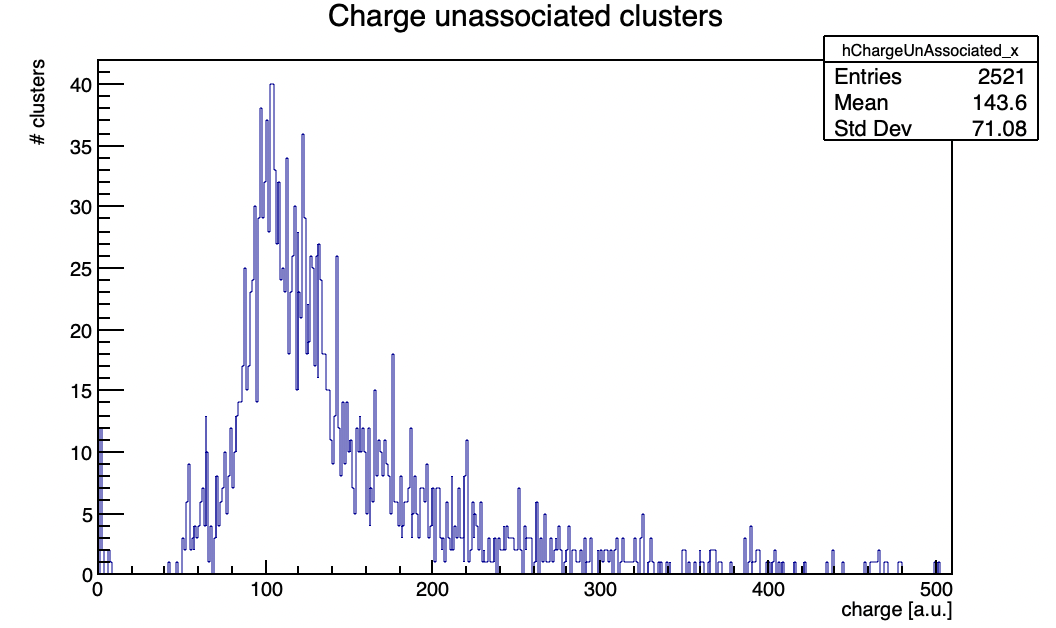 Charge unassociated clusters
hChargeUnAssociated_x
Entries 2521
Mean 143.6
Std Dev 71.08
# clusters
40
35
30
25
20
15
10
5
0
0 100 200 300 400 500
charge [a.u.]